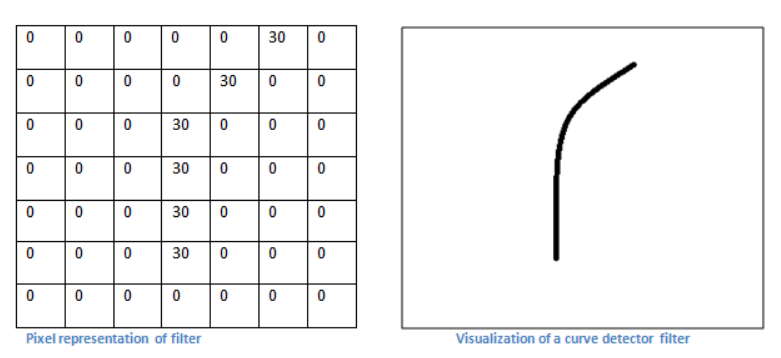 0 0 0 0 0 30 0
0 0 0 0 30 0 0
0 0 0 30 0 0 0
0 0 0 30 0 0 0
0 0 0 30 0 0 0
0 0 0 30 0 0 0
0 0 0 0 0 0 0
Pixel representation of filter
Visualization of a curve detector filter